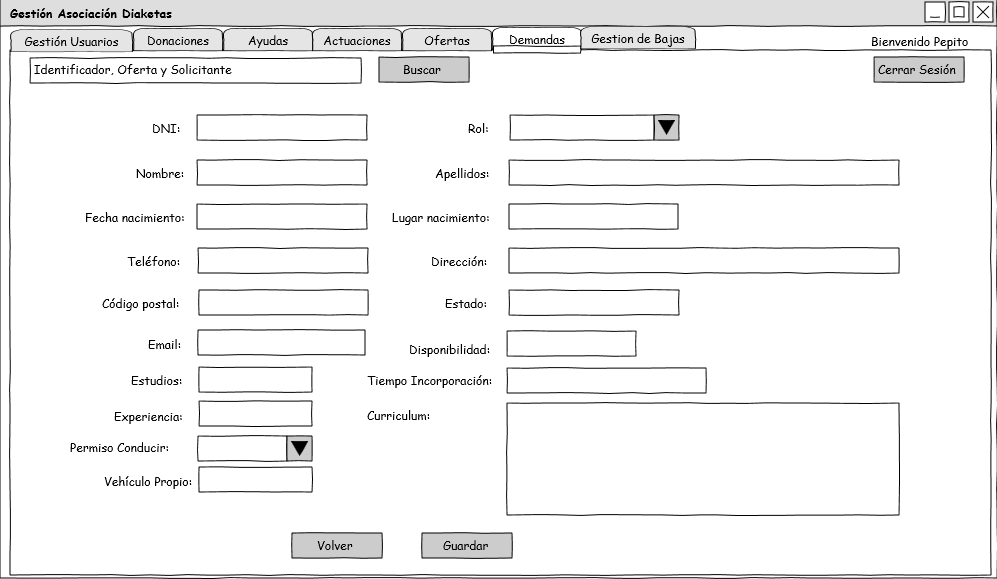 Gestión Asociación Diaketas
Gestión Usuarios Donaciones Ayudas Actuaciones Ofertas Demandas Gestion de Bajas
Bienvenido Pepito
Identificador, Oferta y Solicitante Buscar Cerrar Sesión
DNI: Rol:
Nombre: Apellidos:
Fecha nacimiento: Lugar nacimiento:
Teléfono: Dirección:
Código postal: Estado:
Email: Disponibilidad:
Estudios: Tiempo Incorporación:
Experiencia: Curriculum:
Permiso Conducir:
Vehículo Propio:
Volver Guardar